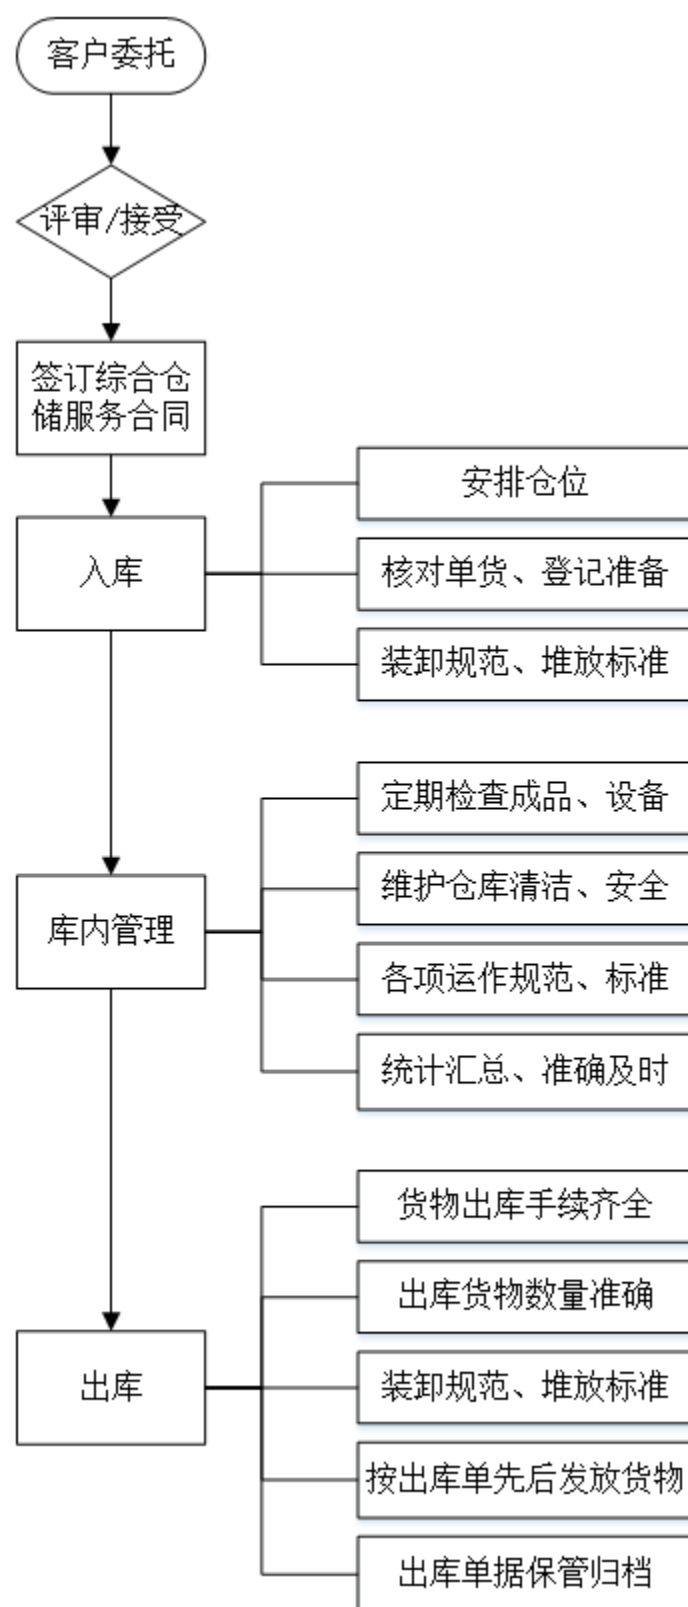 客户委托
评审/接受
签订综合仓
储服务合同
入库
安排仓位
核对单货、登记准备
装卸规范、堆放标准
库内管理
定期检查成品、设备
维护仓库清洁、安全
各项运作规范、标准
统计汇总、准确及时
出库
货物出库手续齐全
出库货物数量准确
装卸规范、堆放标准
按出库单先后发放货物
出库单据保管归档